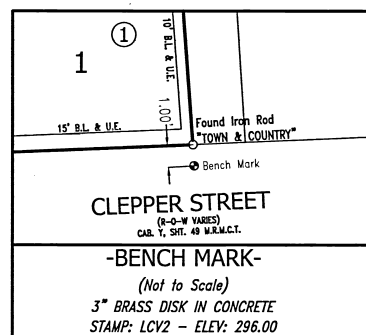 1
1
10' B.L. & U.E.
1.00'
15' B.L. & U.E.
Found Iron Rod
"TOWN & COUNTRY"
Bench Mark
CLEPPER STREET
(R-O-W VARIES)
CAB. Y, SHT. 49 M.R.M.C.T.
-BENCH MARK-
(Not to Scale)
3" BRASS DISK IN CONCRETE
STAMP: LCV2 - ELEV: 296.00